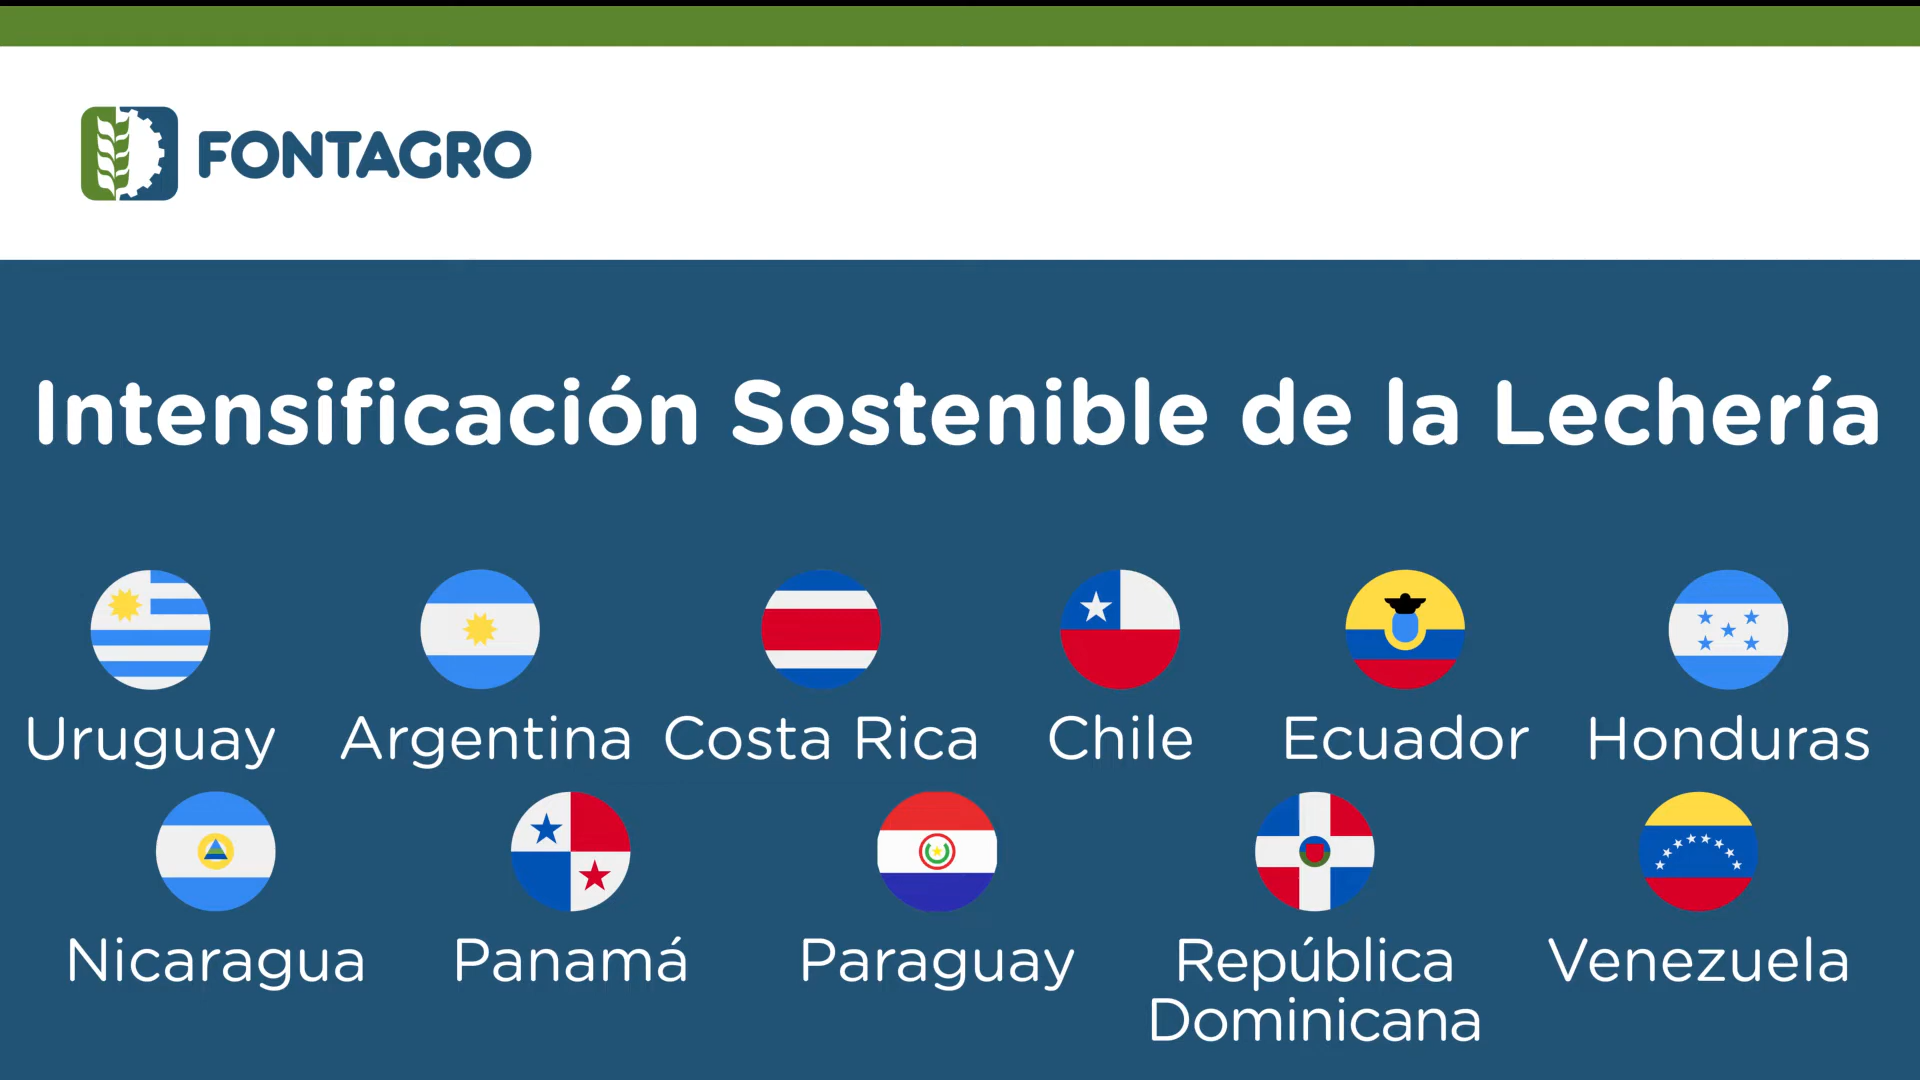 FONTAGRO
Intensificación Sostenible de la Lechería
Uruguay
Argentina
Costa Rica
Chile
Ecuador
Honduras
Nicaragua
Panamá
Paraguay
República
Dominicana
Venezuela